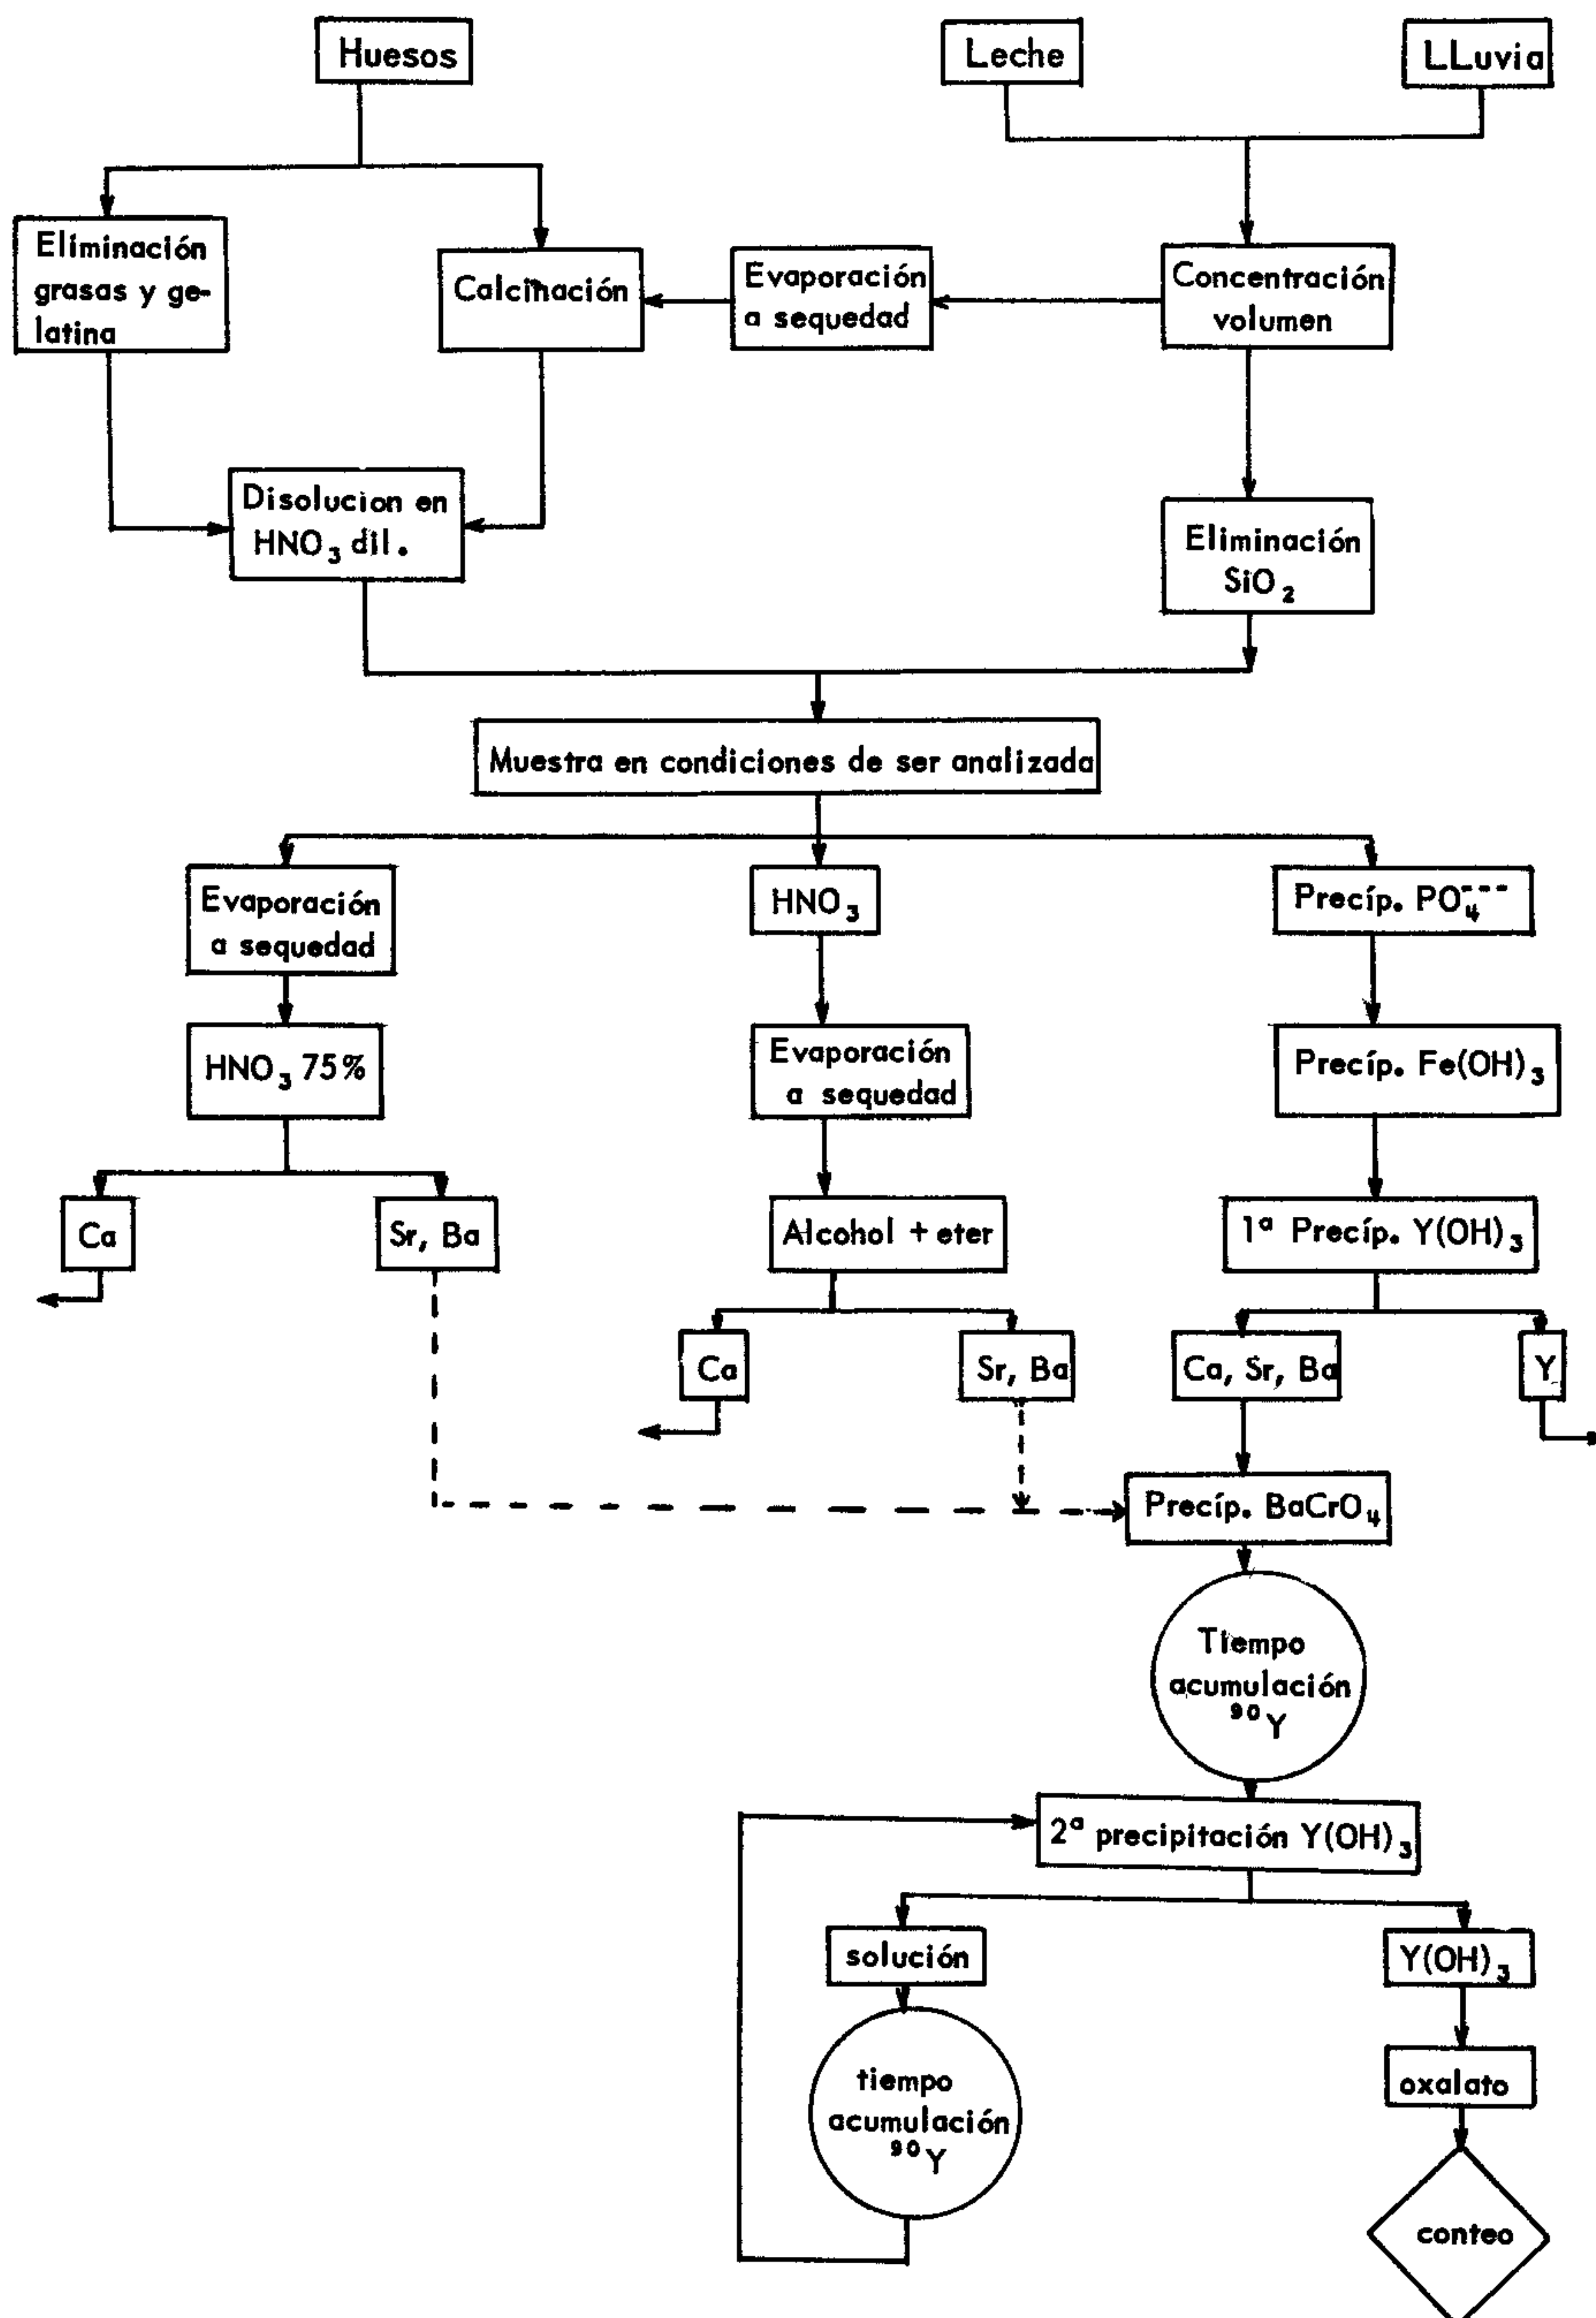 Huesos
Leche
LLuvia
Eliminación
grasas y ge-
latina
Calcinación
Evaporación
a sequedad
Concentración
volumen
Disolucion en
HNO₃ dil.
Eliminación
SiO₂
Muestra en condiciones de ser analizada
Evaporación
a sequedad
HNO₃
Precíp. PO₄⁻⁻⁻
HNO₃ 75%
Evaporación
a sequedad
Precíp. Fe(OH)₃
Ca
Sr, Ba
Alcohol + eter
1ª Precíp. Y(OH)₃
Ca
Sr, Ba
Ca, Sr, Ba
Y
Precíp. BaCrO₄
Tiempo
acumulación
⁹⁰Y
2ª precipitación Y(OH)₃
solución
Y(OH)₃
tiempo
acumulación
⁹⁰Y
oxalato
conteo